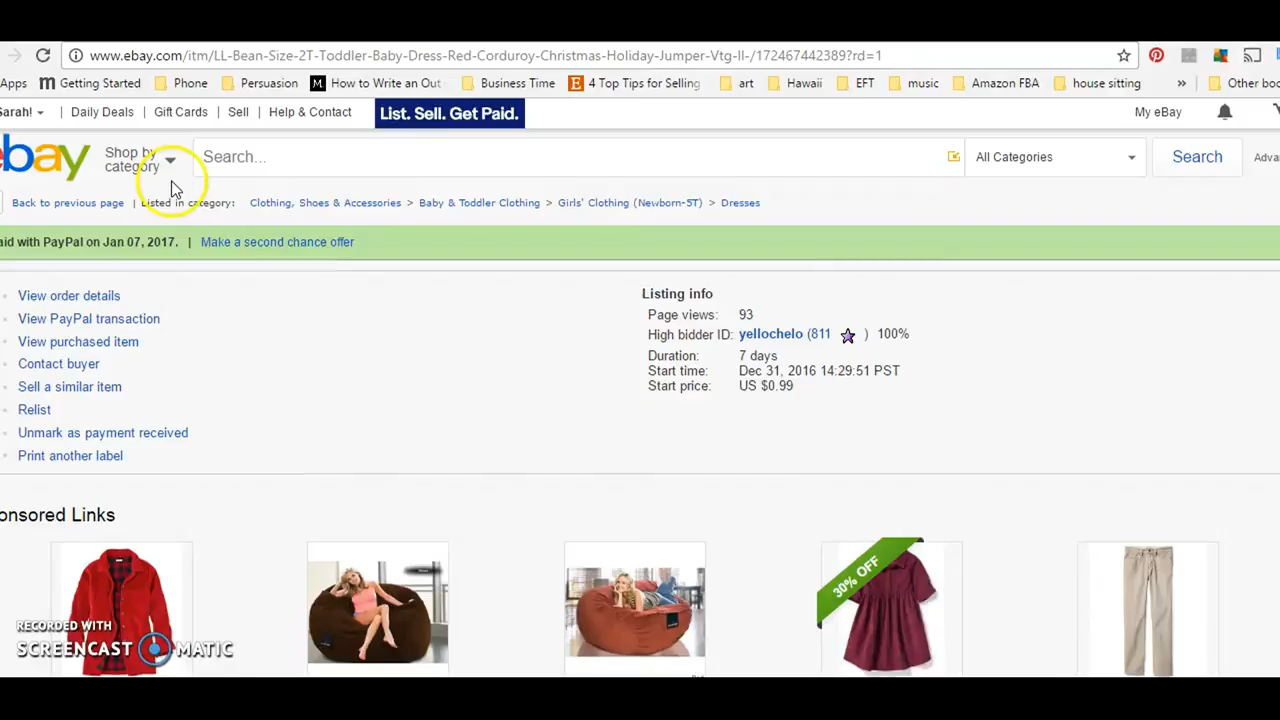 www.ebay.com/itm/LL-Bean-Size-2T-Toddler-Baby-Dress-Red-Corduroy-Christmas-Holiday-Jumper-Vtg-II-/172467442389?rd=1
Apps Getting Started Phone Persuasion M How to Write an Out Business Time E 4 Top Tips for Selling art Hawaii EFT music Amazon FBA house sitting » Other boo
Sarah! Daily Deals | Gift Cards | Sell | Help & Contact List. Sell. Get Paid. My eBay
ebay Shop by category Search... All Categories Search Adva
Back to previous page | Listed in category: Clothing, Shoes & Accessories > Baby & Toddler Clothing > Girls' Clothing (Newborn-5T) > Dresses
aid with PayPal on Jan 07, 2017. | Make a second chance offer
View order details
View PayPal transaction
View purchased item
Contact buyer
Sell a similar item
Relist
Unmark as payment received
Print another label
Listing info
Page views: 93
High bidder ID: yellochelo (811 ) 100%
Duration: 7 days
Start time: Dec 31, 2016 14:29:51 PST
Start price: US $0.99
onsored Links
30% OFF
RECORDED WITH
SCREENCAST MATIC